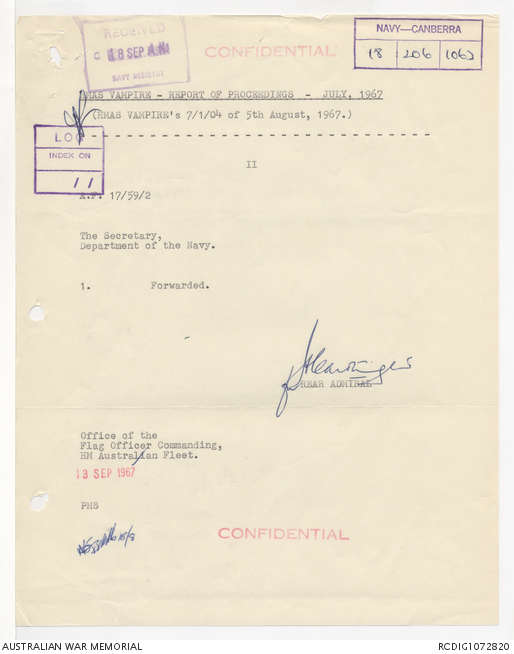 RECEIVED
18 SEP
NAVY REGISTRY
CONFIDENTIAL
NAVY—CANBERRA
18 206 1062
HMAS VAMPIRE - REPORT OF PROCEEDINGS - JULY, 1967
(HMAS VAMPIRE's 7/1/04 of 5th August, 1967.)
LOG
INDEX ON
11
II
A.F. 17/59/2
The Secretary,
Department of the Navy.
1. Forwarded.
REAR ADMIRAL
Office of the
Flag Officer Commanding,
HM Australian Fleet.
13 SEP 1967
PMS
CONFIDENTIAL
AUSTRALIAN WAR MEMORIAL
RCDIG1072820